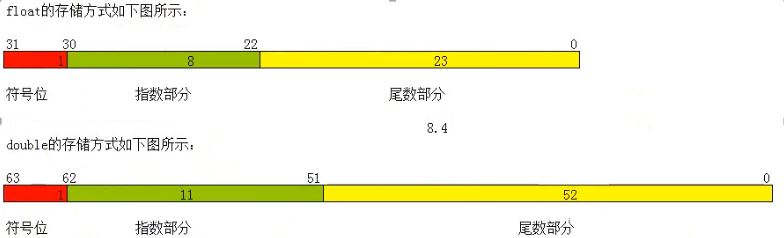 float的存储方式如下图所示:
31 30 22 0
1 8 23
符号位 指数部分 尾数部分
8.4
double的存储方式如下图所示:
63 62 51 0
1 11 52
符号位 指数部分 尾数部分